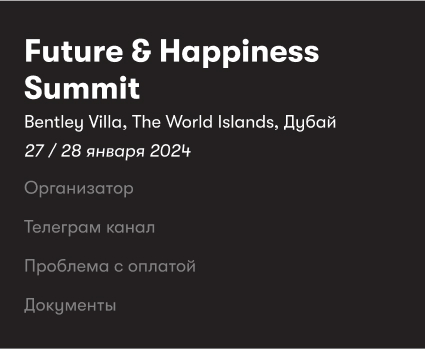 Future & Happiness
Summit
Bentley Villa, The World Islands, Дубай
27 / 28 января 2024
Организатор
Телеграм канал
Проблема с оплатой
Документы